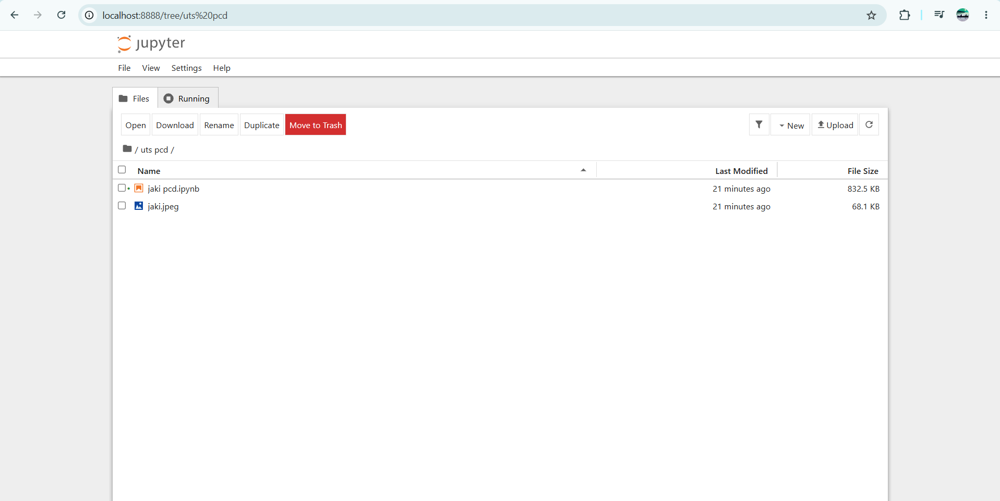 localhost:8888/tree/uts%20pcd
jupyter
File View Settings Help
Files Running
Open Download Rename Duplicate Move to Trash New Upload
/ uts pcd /
Name Last Modified File Size
jaki pcd.ipynb 21 minutes ago 832.5 KB
jaki.jpeg 21 minutes ago 68.1 KB